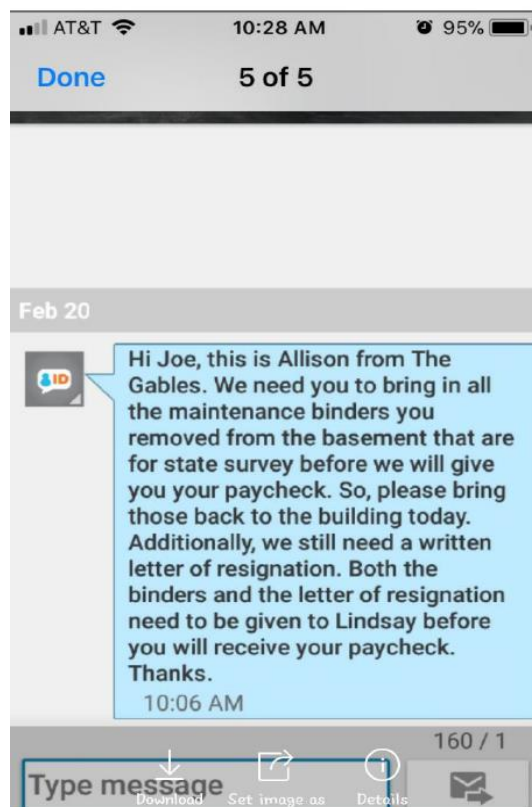 AT&T 10:28 AM 95%
Done 5 of 5
Feb 20
ID
Hi Joe, this is Allison from The
Gables. We need you to bring in all
the maintenance binders you
removed from the basement that are
for state survey before we will give
you your paycheck. So, please bring
those back to the building today.
Additionally, we still need a written
letter of resignation. Both the
binders and the letter of resignation
need to be given to Lindsay before
you will receive your paycheck.
Thanks.
10:06 AM
160 / 1
Type message
Download Set image as Details